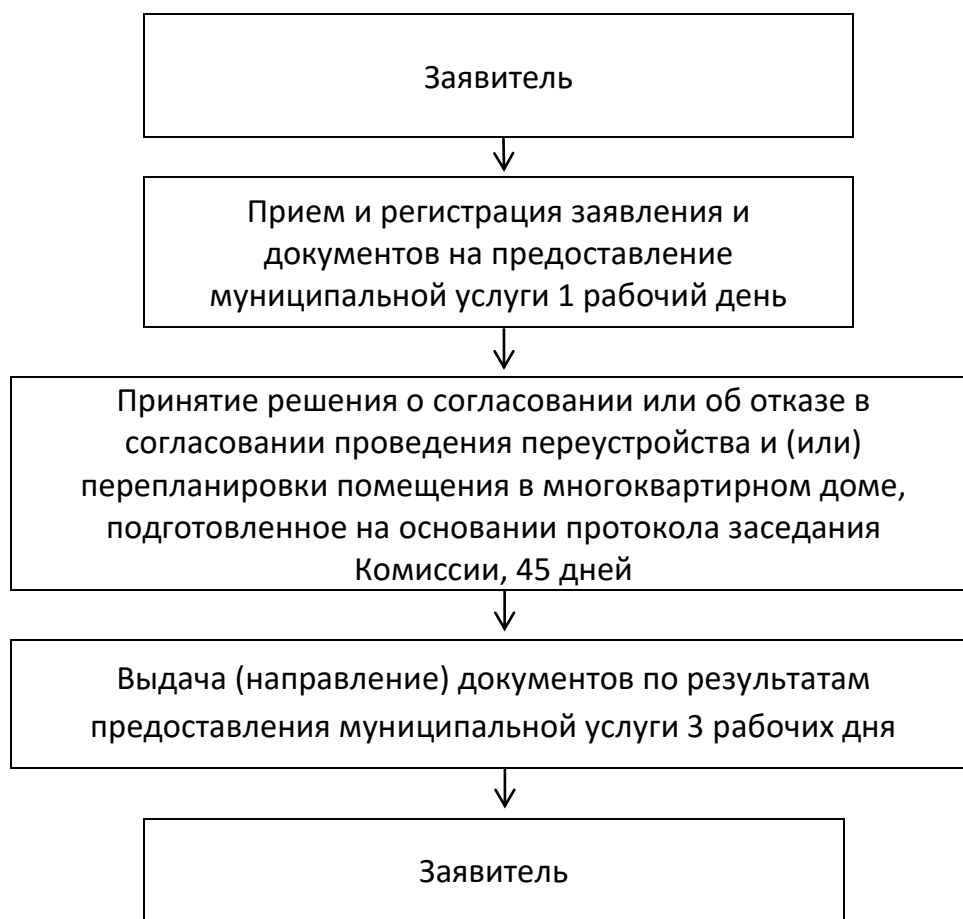 Заявитель
Прием и регистрация заявления и
документов на предоставление
муниципальной услуги 1 рабочий день
Принятие решения о согласовании или об отказе в
согласовании проведения переустройства и (или)
перепланировки помещения в многоквартирном доме,
подготовленное на основании протокола заседания
Комиссии, 45 дней
Выдача (направление) документов по результатам
предоставления муниципальной услуги 3 рабочих дня
Заявитель